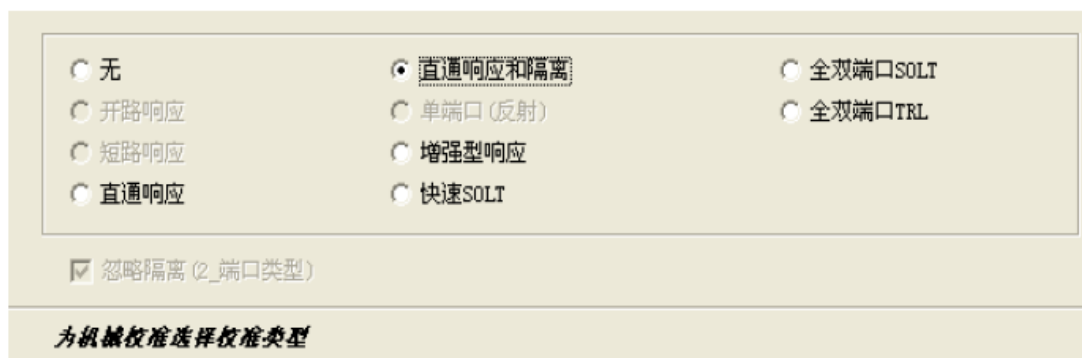 无 直通响应和隔离 全双端口SOLT
开路响应 单端口(反射) 全双端口TRL
短路响应 增强型响应
直通响应 快速SOLT
忽略隔离(2_端口类型)
为机械校准选择校准类型